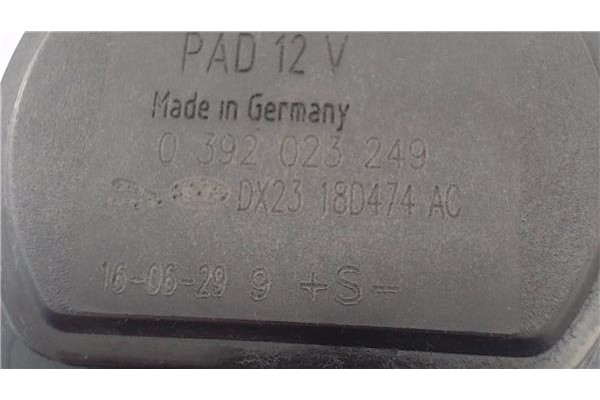 PAD 12 V
Made in Germany
0 392 023 249
DX23 18D474 AC
16-06-29 9 +S-